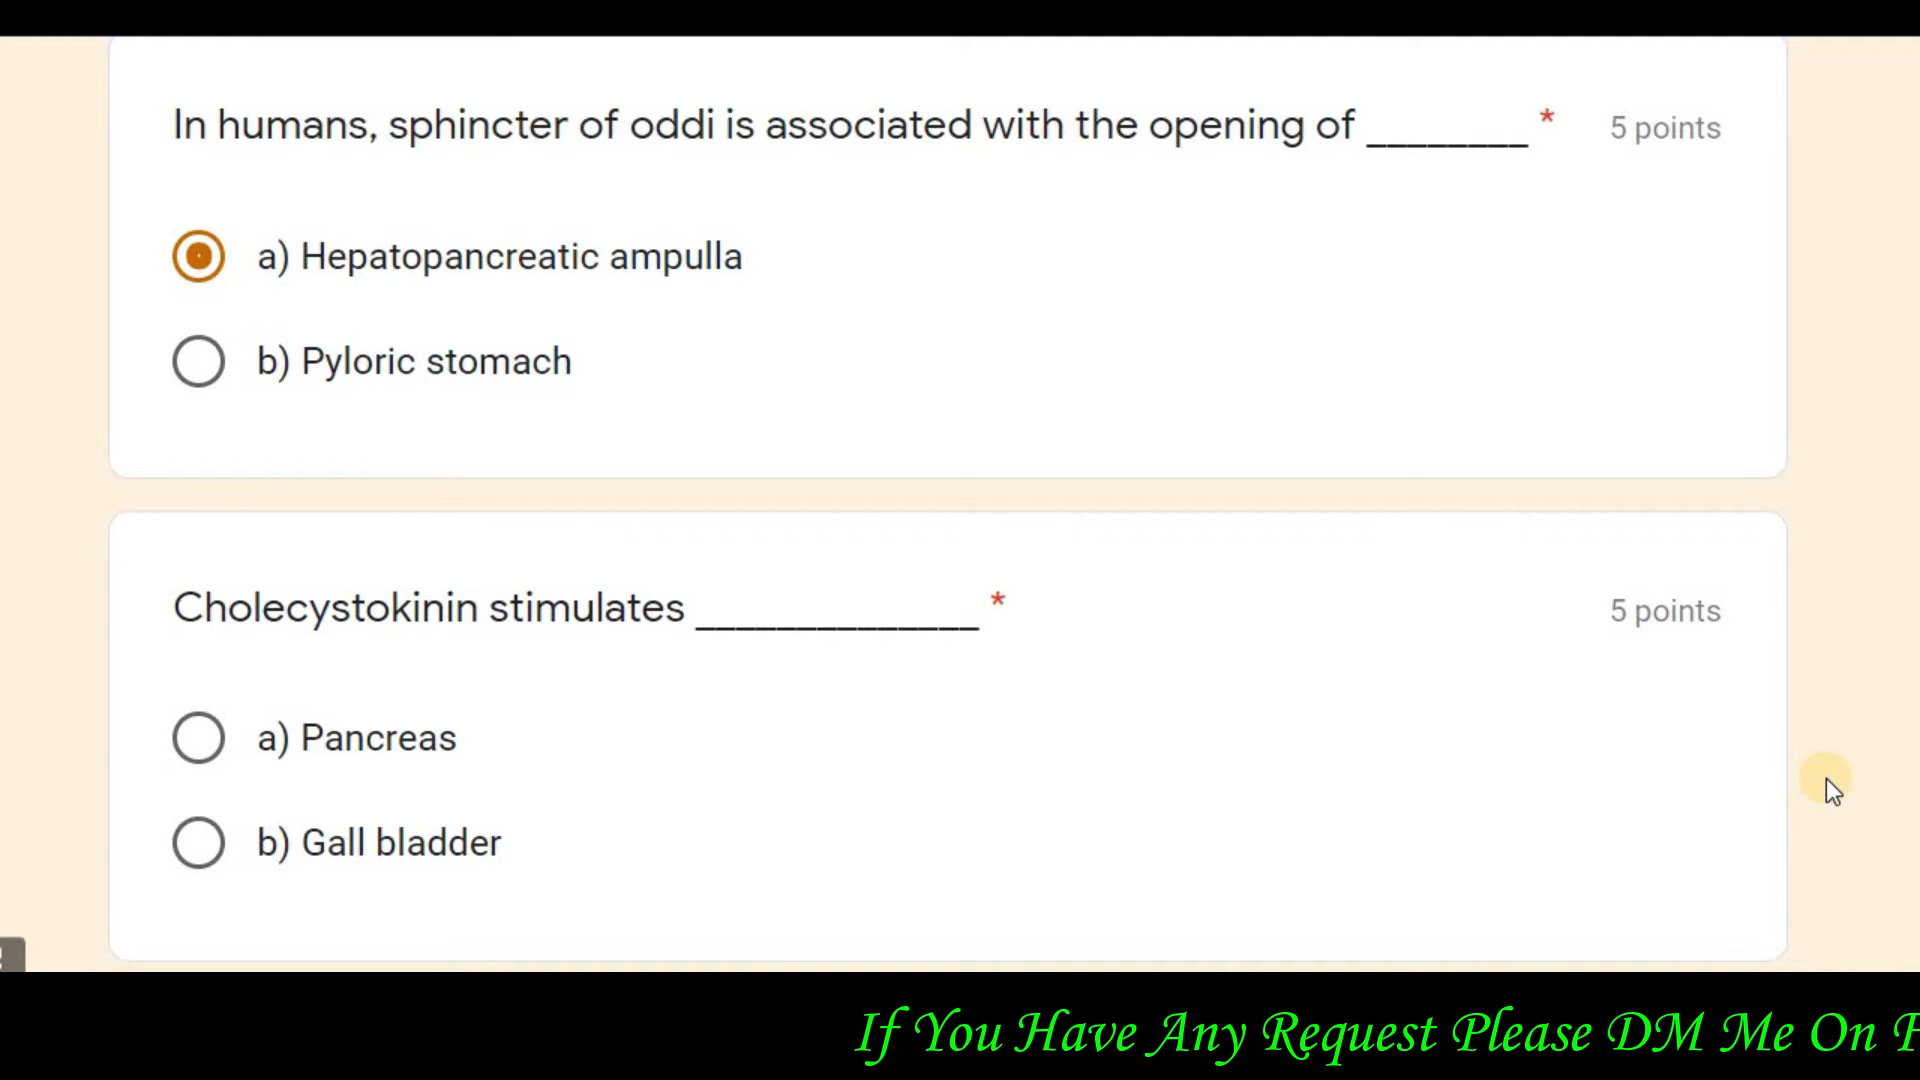 In humans, sphincter of oddi is associated with the opening of ________ * 5 points
a) Hepatopancreatic ampulla
b) Pyloric stomach
Cholecystokinin stimulates ______________ * 5 points
a) Pancreas
b) Gall bladder
If You Have Any Request Please DM Me On